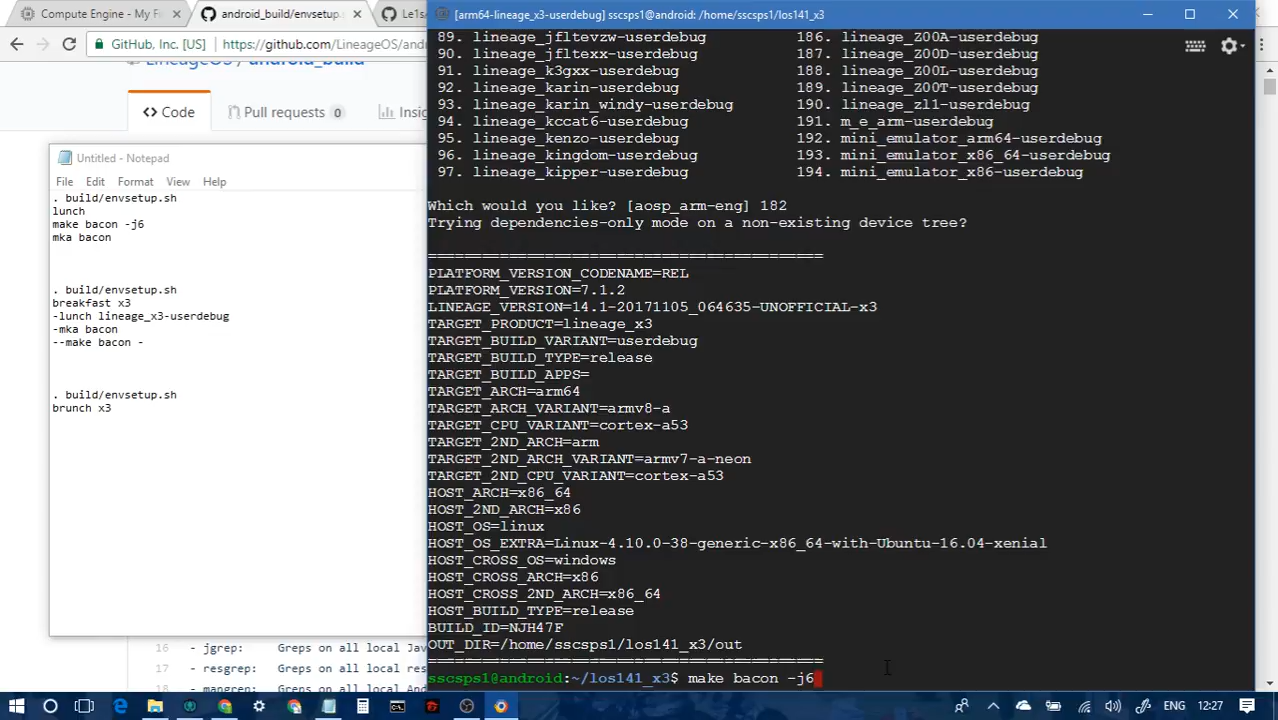 Compute Engine - My Fi
android_build/envsetup.s
Le1s
GitHub, Inc. [US]
https://github.com/LineageOS/and
LineageOS / android_build
Code
Pull requests 0
Insig
Untitled - Notepad
File Edit Format View Help
. build/envsetup.sh
lunch
make bacon -j6
mka bacon
. build/envsetup.sh
breakfast x3
-lunch lineage_x3-userdebug
-mka bacon
--make bacon -
. build/envsetup.sh
brunch x3
16 - jgrep: Greps on all local Jav
17 - resgrep: Greps on all local res
18 - mangrep: Greps on all local And
[arm64-lineage_x3-userdebug] sscsps1@android: /home/sscsps1/los141_x3
89. lineage_jfltevzw-userdebug 186. lineage_Z00A-userdebug
90. lineage_jfltexx-userdebug 187. lineage_Z00D-userdebug
91. lineage_k3gxx-userdebug 188. lineage_Z00L-userdebug
92. lineage_karin-userdebug 189. lineage_Z00T-userdebug
93. lineage_karin_windy-userdebug 190. lineage_zl1-userdebug
94. lineage_kccat6-userdebug 191. m_e_arm-userdebug
95. lineage_kenzo-userdebug 192. mini_emulator_arm64-userdebug
96. lineage_kingdom-userdebug 193. mini_emulator_x86_64-userdebug
97. lineage_kipper-userdebug 194. mini_emulator_x86-userdebug
Which would you like? [aosp_arm-eng] 182
Trying dependencies-only mode on a non-existing device tree?
============================================
PLATFORM_VERSION_CODENAME=REL
PLATFORM_VERSION=7.1.2
LINEAGE_VERSION=14.1-20171105_064635-UNOFFICIAL-x3
TARGET_PRODUCT=lineage_x3
TARGET_BUILD_VARIANT=userdebug
TARGET_BUILD_TYPE=release
TARGET_BUILD_APPS=
TARGET_ARCH=arm64
TARGET_ARCH_VARIANT=armv8-a
TARGET_CPU_VARIANT=cortex-a53
TARGET_2ND_ARCH=arm
TARGET_2ND_ARCH_VARIANT=armv7-a-neon
TARGET_2ND_CPU_VARIANT=cortex-a53
HOST_ARCH=x86_64
HOST_2ND_ARCH=x86
HOST_OS=linux
HOST_OS_EXTRA=Linux-4.10.0-38-generic-x86_64-with-Ubuntu-16.04-xenial
HOST_CROSS_OS=windows
HOST_CROSS_ARCH=x86
HOST_CROSS_2ND_ARCH=x86_64
HOST_BUILD_TYPE=release
BUILD_ID=NJH47F
OUT_DIR=/home/sscsps1/los141_x3/out
============================================
sscsps1@android:~/los141_x3$ make bacon -j6
ENG 12:27